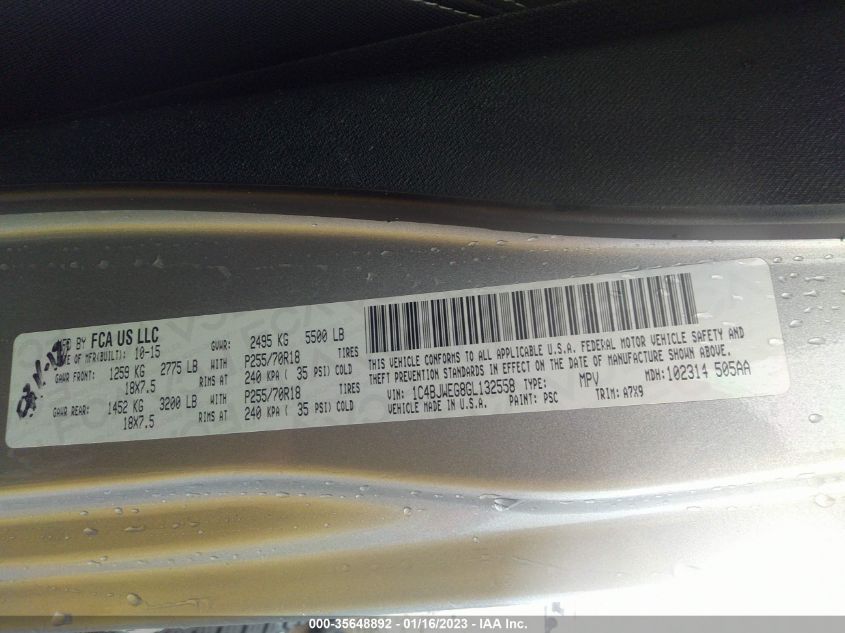 FD BY FCA US LLC
E OF MFR(BUILT): 10-15 GVWR: 2495 KG 5500 LB
GAWR FRONT: 1259 KG 2775 LB WITH P255/70R18 TIRES
18X7.5 RIMS AT 240 KPA ( 35 PSI) COLD
GAWR REAR: 1452 KG 3200 LB WITH P255/70R18 TIRES
18X7.5 RIMS AT 240 KPA ( 35 PSI) COLD
THIS VEHICLE CONFORMS TO ALL APPLICABLE U.S.A. FEDERAL MOTOR VEHICLE SAFETY AND
THEFT PREVENTION STANDARDS IN EFFECT ON THE DATE OF MANUFACTURE SHOWN ABOVE.
VIN: 1C4BJWEG8GL132558 TYPE: MPV MDH: 102314 505AA
VEHICLE MADE IN U.S.A. PAINT: PSC TRIM: A7X9
000-35648892 - 01/16/2023 - IAA Inc.